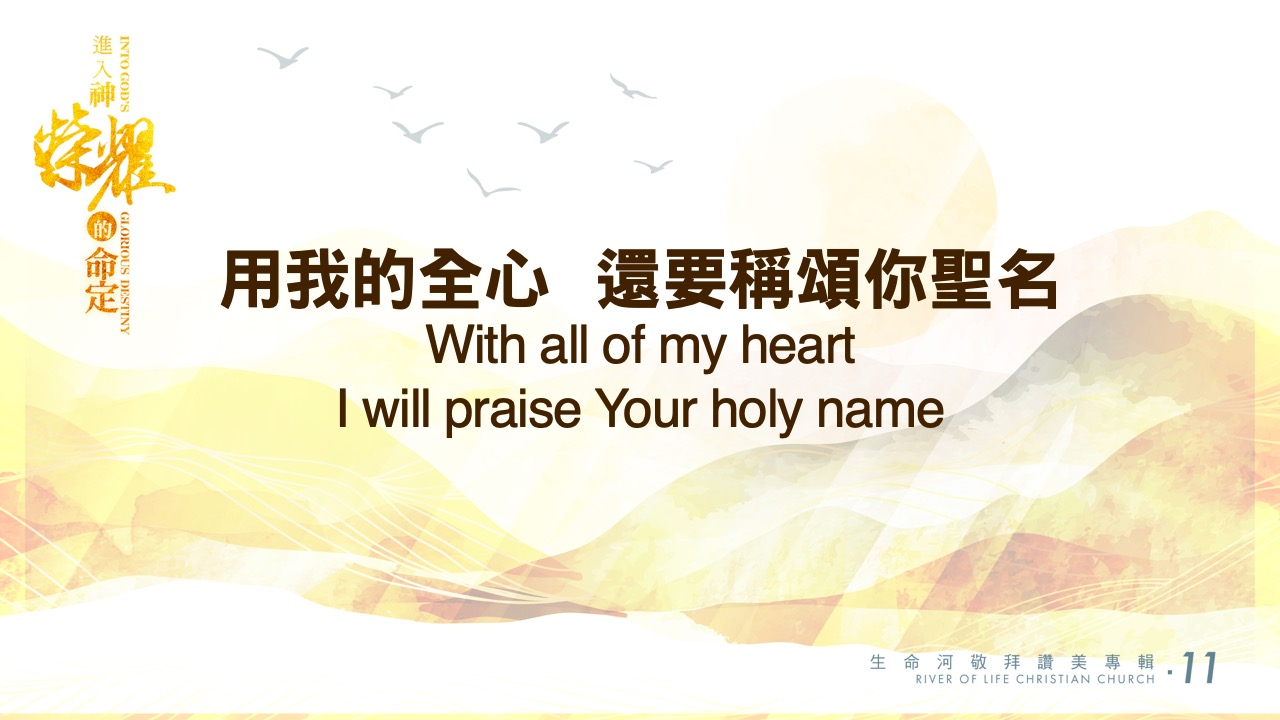 進入神
榮耀
的
命定
INTO GOD'S
GLORIOUS DESTINY
用我的全心 還要稱頌你聖名
With all of my heart
I will praise Your holy name
生命河敬拜讚美專輯
RIVER OF LIFE CHRISTIAN CHURCH
·11